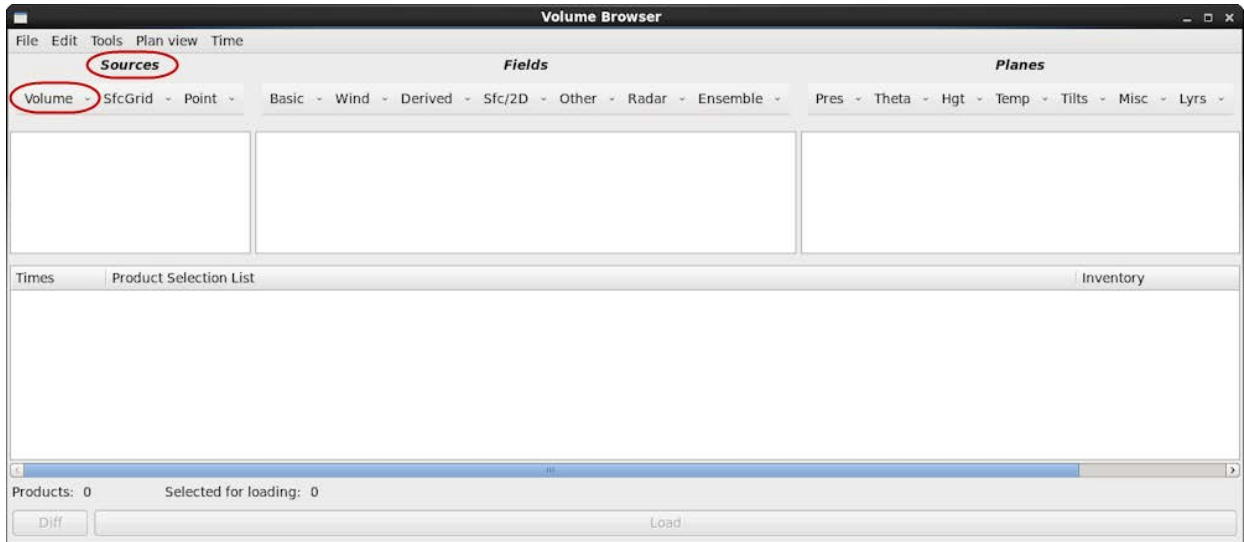 Volume Browser
File Edit Tools Plan view Time
Sources Fields Planes
Volume SfcGrid Point Basic Wind Derived Sfc/2D Other Radar Ensemble Pres Theta Hgt Temp Tilts Misc Lyrs
Times Product Selection List Inventory
Products: 0 Selected for loading: 0
Diff Load